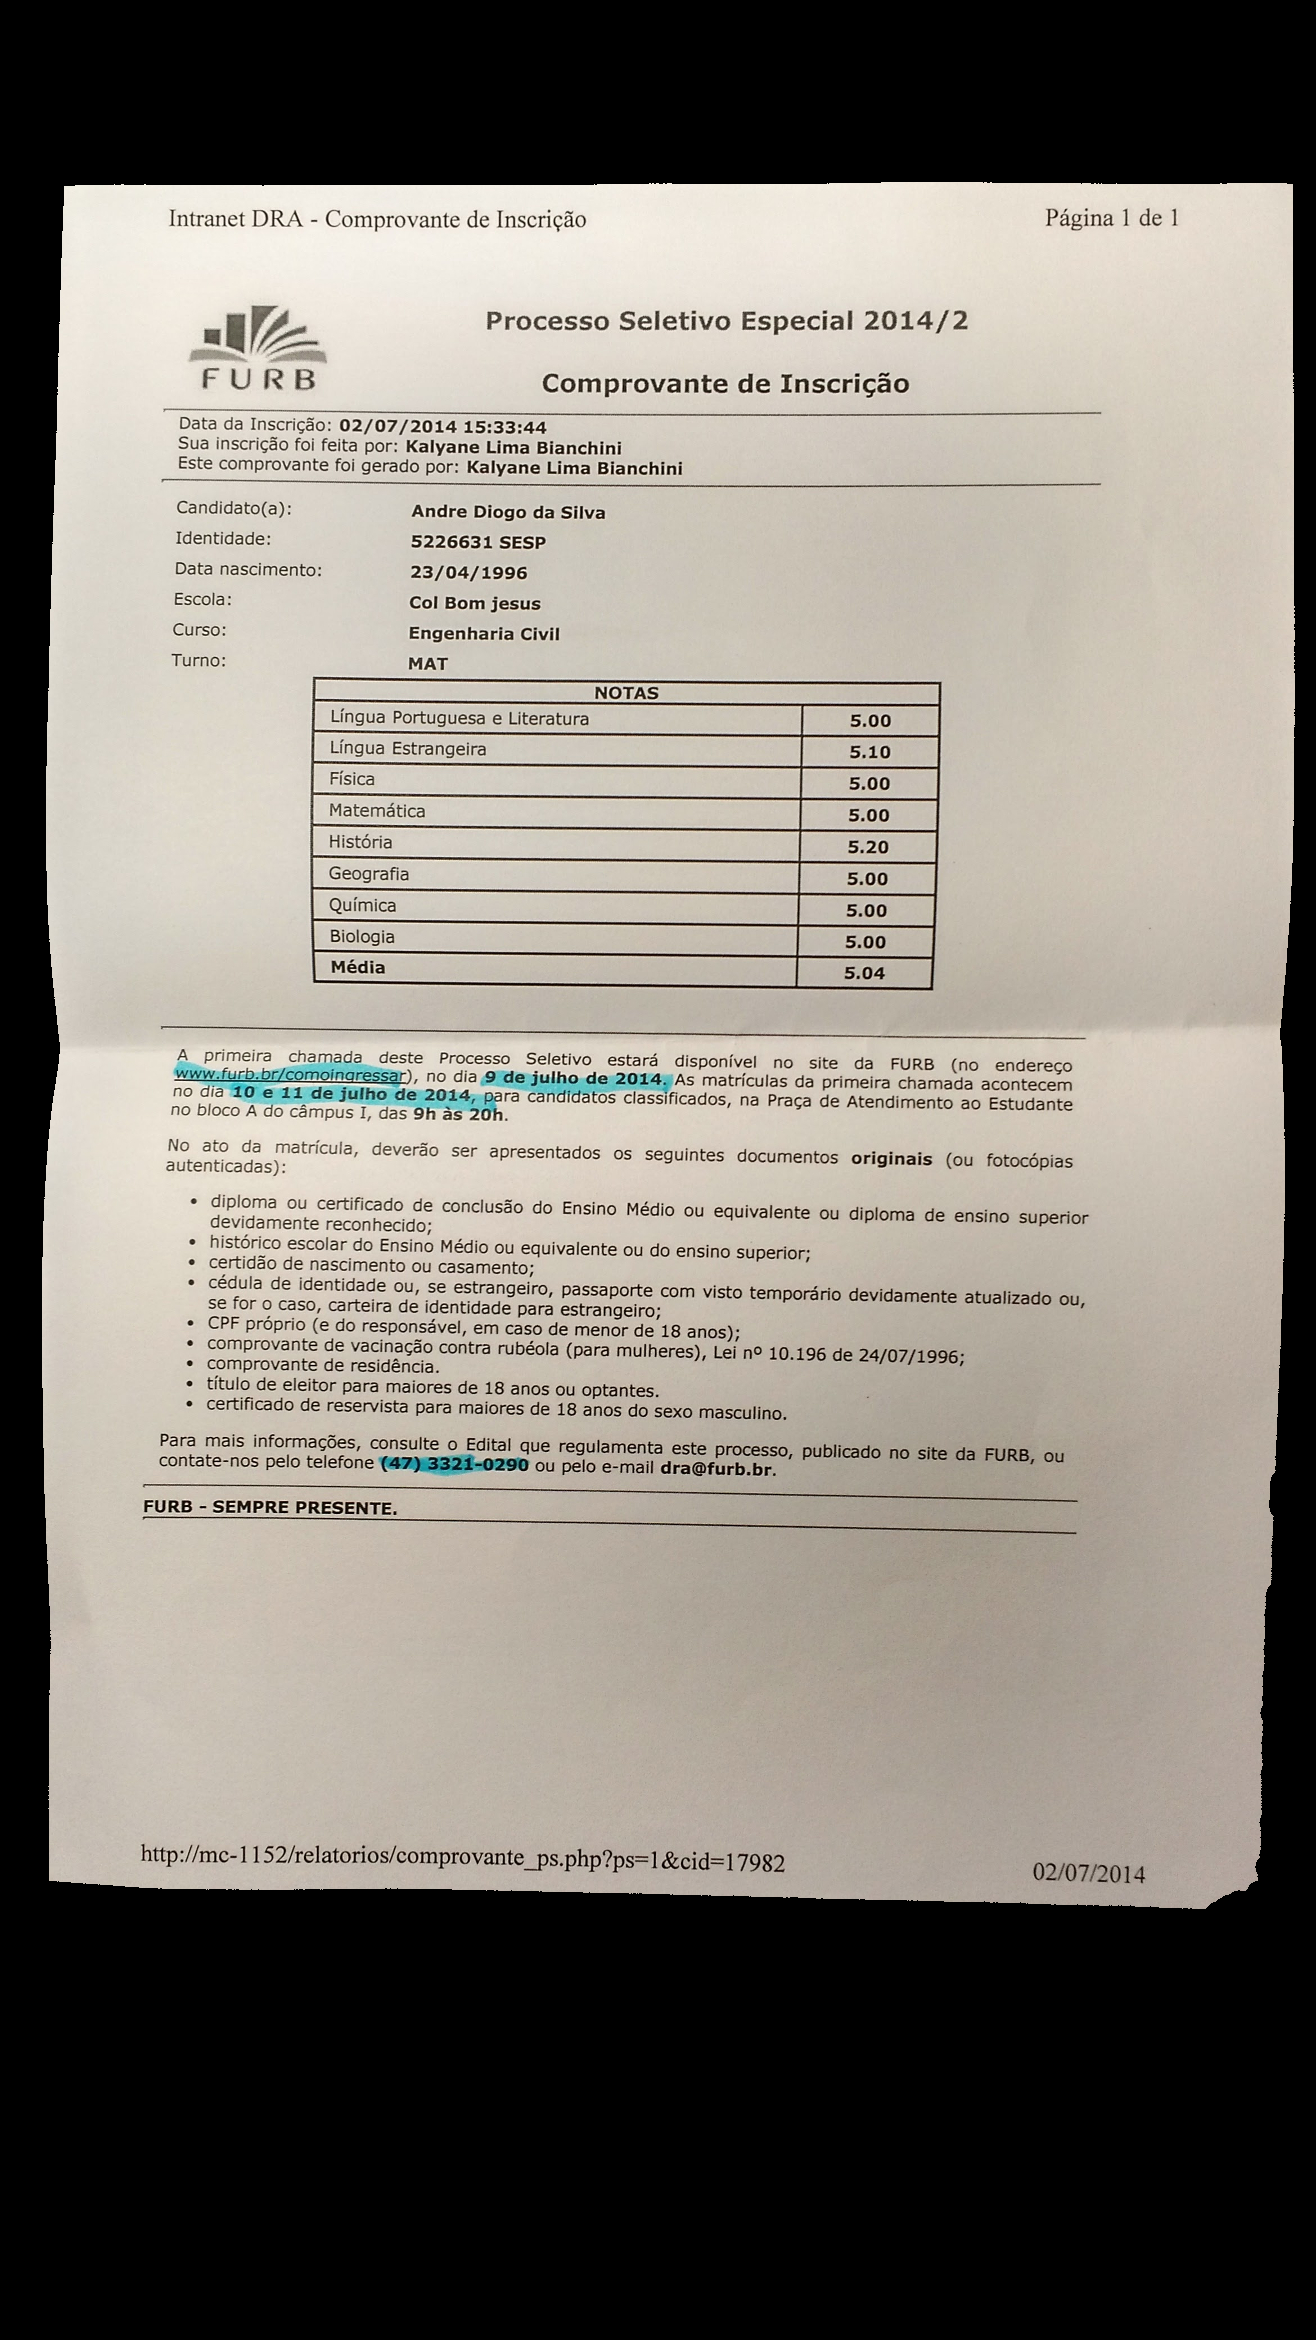 Intranet DRA - Comprovante de Inscrição Página 1 de 1
FURB
Processo Seletivo Especial 2014/2
Comprovante de Inscrição
Data da Inscrição: 02/07/2014 15:33:44
Sua inscrição foi feita por: Kalyane Lima Bianchini
Este comprovante foi gerado por: Kalyane Lima Bianchini
Candidato(a): Andre Diogo da Silva
Identidade: 5226631 SESP
Data nascimento: 23/04/1996
Escola: Col Bom jesus
Curso: Engenharia Civil
Turno: MAT
NOTAS
Língua Portuguesa e Literatura 5.00
Língua Estrangeira 5.10
Física 5.00
Matemática 5.00
História 5.20
Geografia 5.00
Química 5.00
Biologia 5.00
Média 5.04
A primeira chamada deste Processo Seletivo estará disponível no site da FURB (no endereço
www.furb.br/comoingressar), no dia 9 de julho de 2014. As matrículas da primeira chamada acontecem
no dia 10 e 11 de julho de 2014, para candidatos classificados, na Praça de Atendimento ao Estudante
no bloco A do câmpus I, das 9h às 20h.
No ato da matrícula, deverão ser apresentados os seguintes documentos originais (ou fotocópias
autenticadas):
• diploma ou certificado de conclusão do Ensino Médio ou equivalente ou diploma de ensino superior
devidamente reconhecido;
• histórico escolar do Ensino Médio ou equivalente ou do ensino superior;
• certidão de nascimento ou casamento;
• cédula de identidade ou, se estrangeiro, passaporte com visto temporário devidamente atualizado ou,
se for o caso, carteira de identidade para estrangeiro;
• CPF próprio (e do responsável, em caso de menor de 18 anos);
• comprovante de vacinação contra rubéola (para mulheres), Lei nº 10.196 de 24/07/1996;
• comprovante de residência.
• título de eleitor para maiores de 18 anos ou optantes.
• certificado de reservista para maiores de 18 anos do sexo masculino.
Para mais informações, consulte o Edital que regulamenta este processo, publicado no site da FURB, ou
contate-nos pelo telefone (47) 3321-0290 ou pelo e-mail dra@furb.br.
FURB - SEMPRE PRESENTE.
http://mc-1152/relatorios/comprovante_ps.php?ps=1&cid=17982 02/07/2014